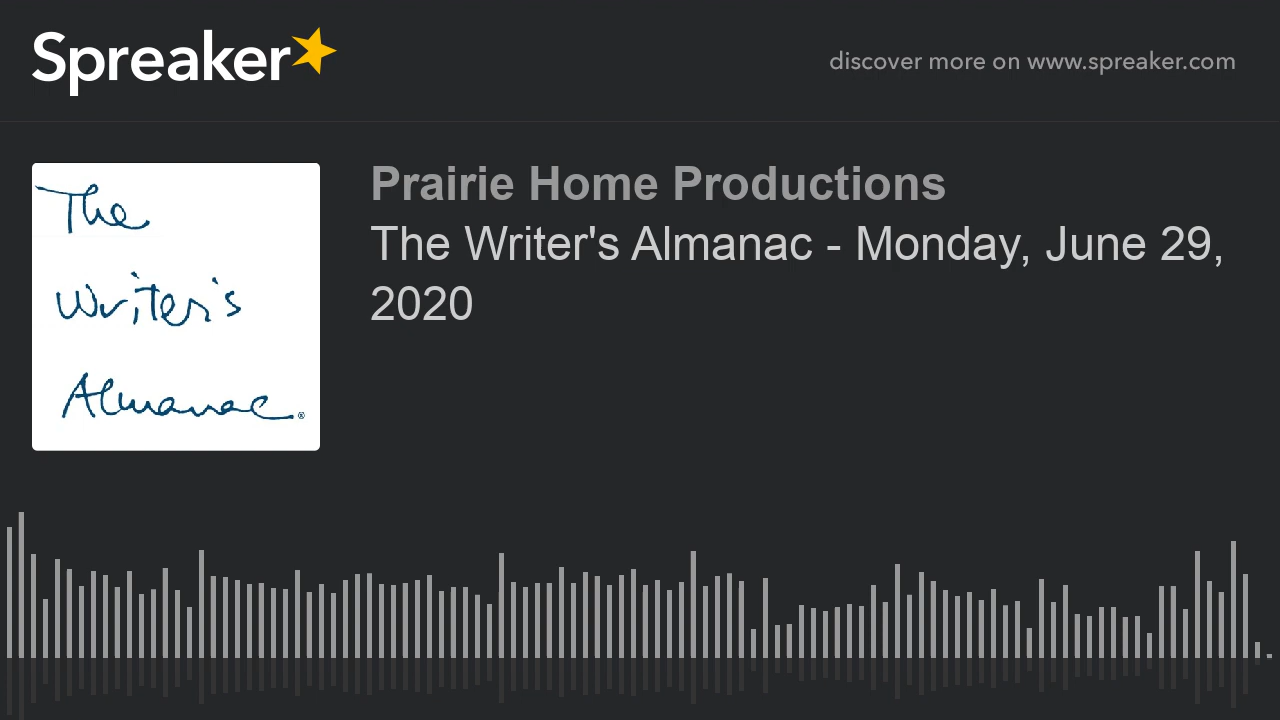 Spreaker
discover more on www.spreaker.com
The
Writer's
Almanac.®
Prairie Home Productions
The Writer's Almanac - Monday, June 29,
2020